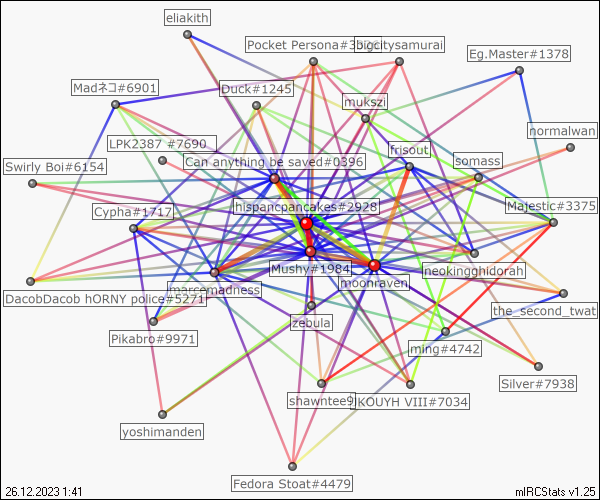 eliakith
Pocket Persona#3
bigcitysamurai
Eg.Master#1378
Madネコ#6901
Duck#1245
mukszi
normalwan
LPK2387 #7690
frisout
Can anything be saved#0396
somass
Swirly Boi#6154
hispancpancakes#2928
Majestic#3375
Cypha#1717
Mushy#1984
neokingghidorah
moonraven
marcemadness
DacobDacob hORNY police#5271
the_second_twat
zebula
Pikabro#9971
ming#4742
Silver#7938
shawntee9
JKOUYH VIII#7034
yoshimanden
Fedora Stoat#4479
26.12.2023 1:41
mIRCStats v1.25